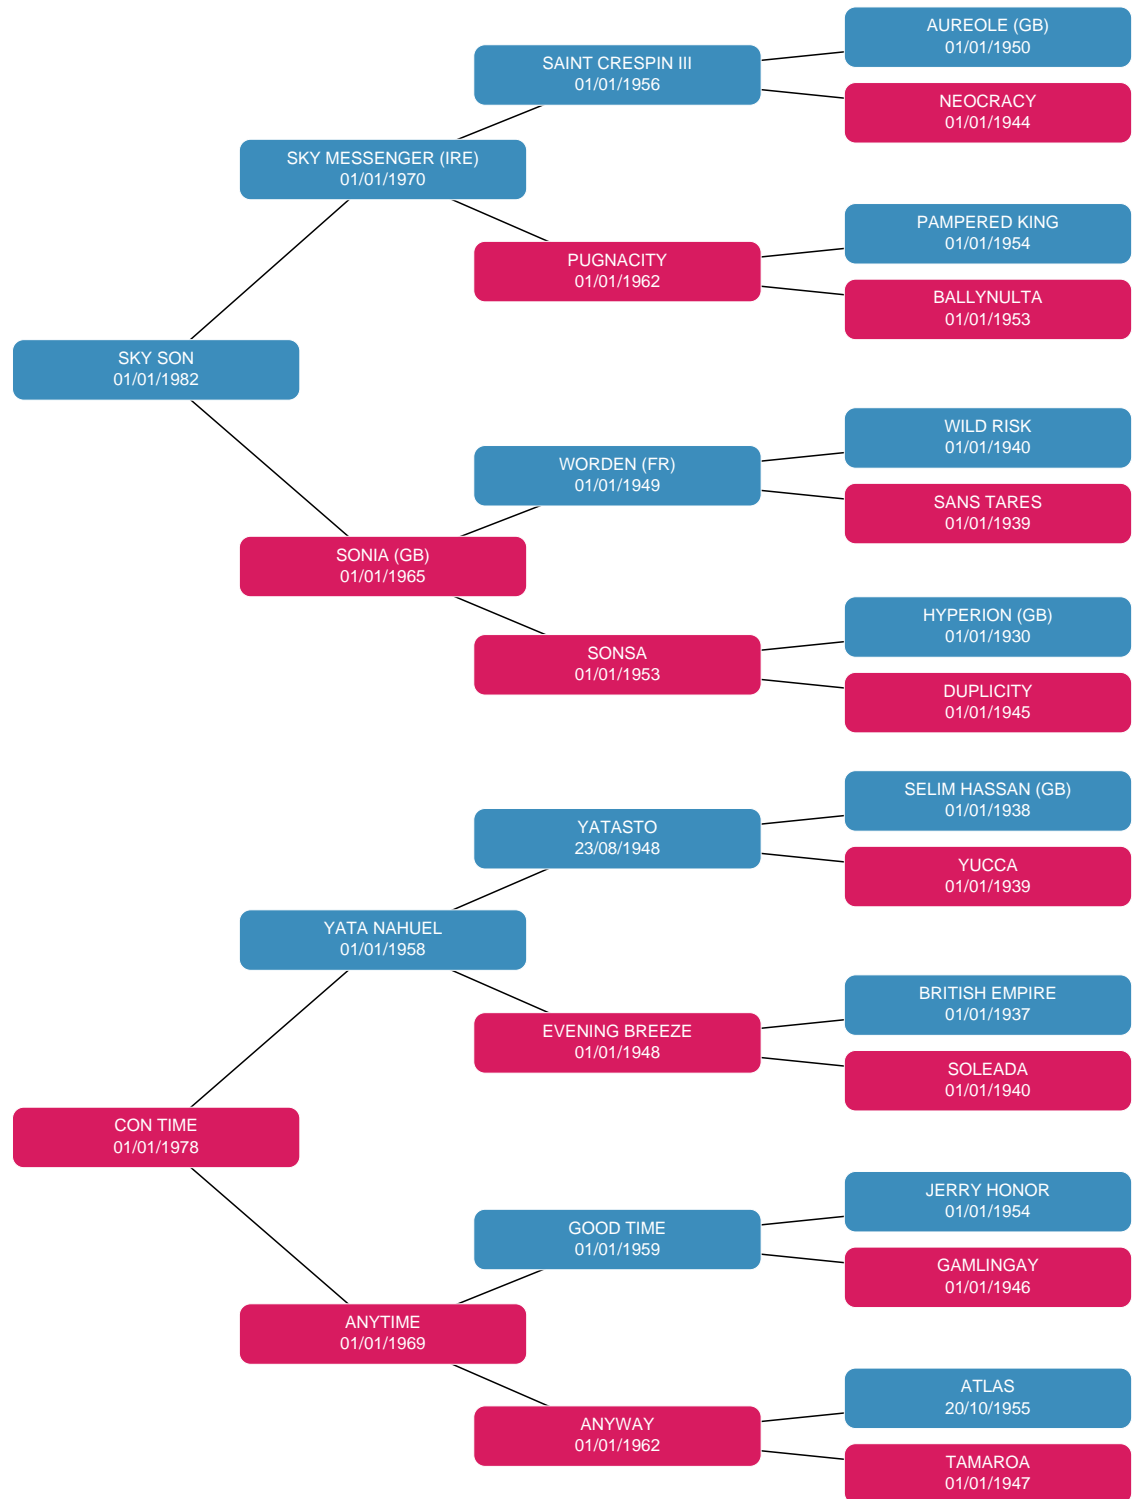 AUREOLE (GB)
01/01/1950
SAINT CRESPIN III
01/01/1956
NEOCRACY
01/01/1944
SKY MESSENGER (IRE)
01/01/1970
PAMPERED KING
01/01/1954
PUGNACITY
01/01/1962
BALLYNULTA
01/01/1953
SKY SON
01/01/1982
WILD RISK
01/01/1940
WORDEN (FR)
01/01/1949
SANS TARES
01/01/1939
SONIA (GB)
01/01/1965
HYPERION (GB)
01/01/1930
SONSA
01/01/1953
DUPLICITY
01/01/1945
SELIM HASSAN (GB)
01/01/1938
YATASTO
23/08/1948
YUCCA
01/01/1939
YATA NAHUEL
01/01/1958
BRITISH EMPIRE
01/01/1937
EVENING BREEZE
01/01/1948
SOLEADA
01/01/1940
CON TIME
01/01/1978
JERRY HONOR
01/01/1954
GOOD TIME
01/01/1959
GAMLINGAY
01/01/1946
ANYTIME
01/01/1969
ATLAS
20/10/1955
ANYWAY
01/01/1962
TAMAROA
01/01/1947